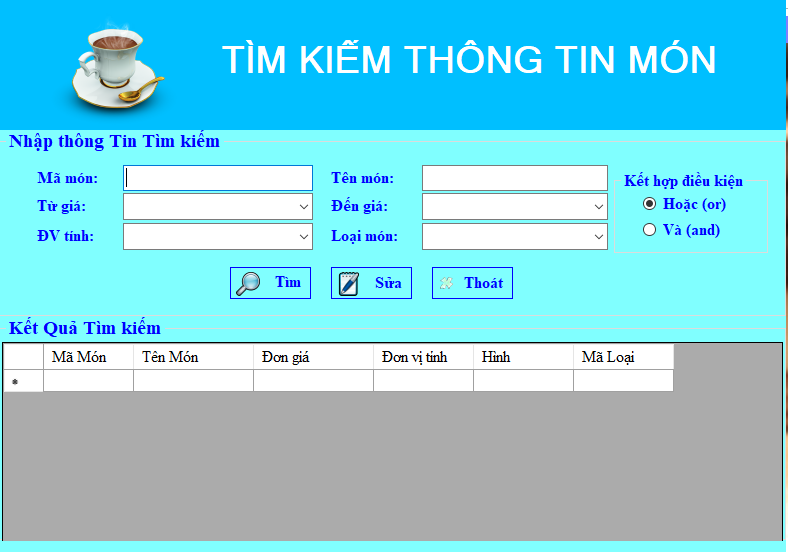 TÌM KIẾM THÔNG TIN MÓN
Nhập thông Tin Tìm kiếm
Mã món: Tên món:
Từ giá: Đến giá:
ĐV tính: Loại món:
Kết hợp điều kiện
Hoặc (or)
Và (and)
Tìm Sửa Thoát
Kết Quả Tìm kiếm
Mã Món Tên Món Đơn giá Đơn vị tính Hình Mã Loại